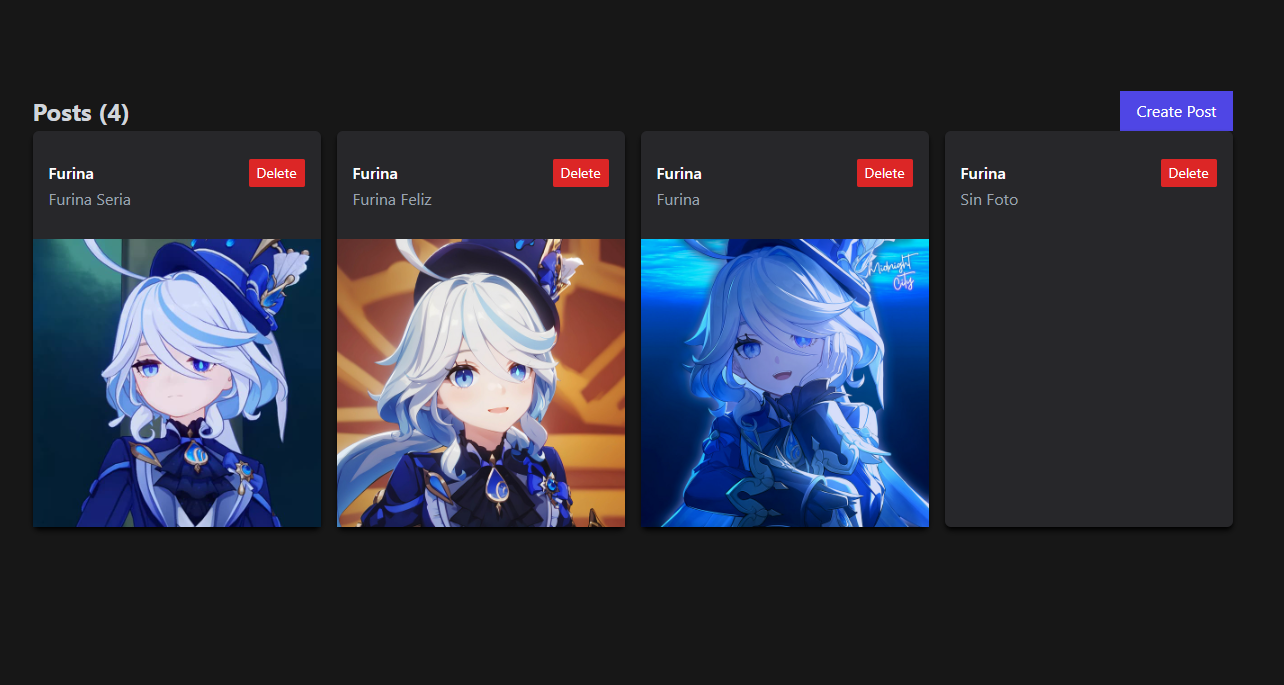 Posts (4)
Create Post
Furina
Delete
Furina Seria
Furina
Delete
Furina Feliz
Furina
Delete
Furina
Midnight
City
Furina
Delete
Sin Foto